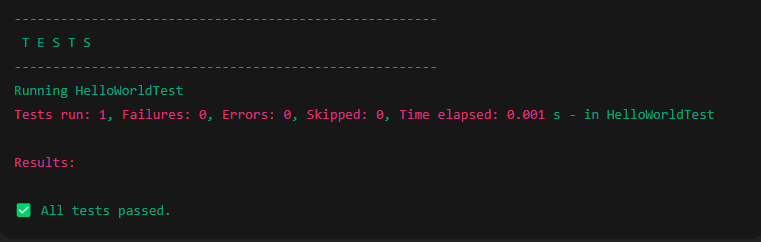 -------------------------------------------------------
T E S T S
-------------------------------------------------------
Running HelloWorldTest
Tests run: 1, Failures: 0, Errors: 0, Skipped: 0, Time elapsed: 0.001 s - in HelloWorldTest
Results:
✅ All tests passed.